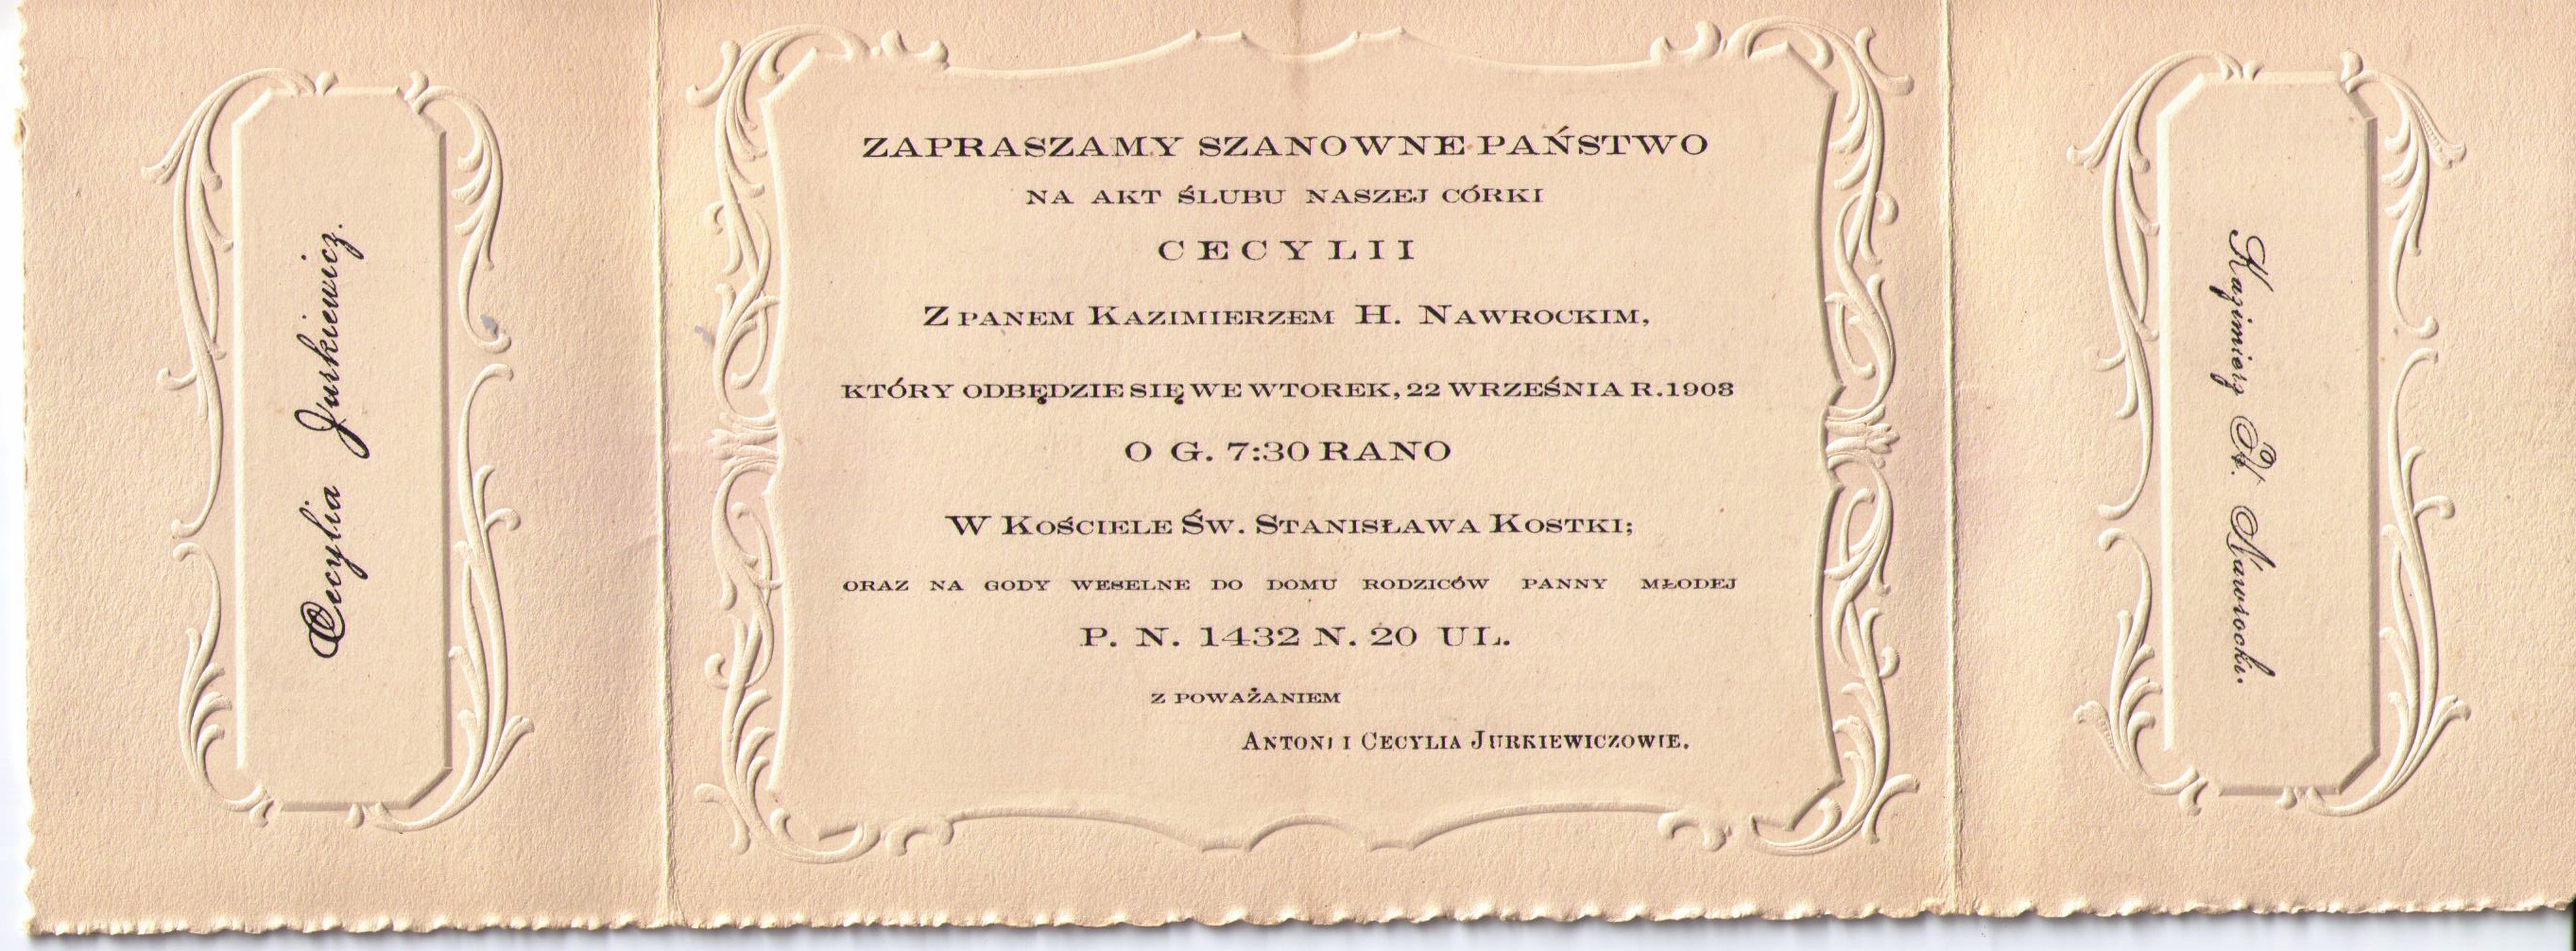 Cecylia Jurkiewicz.
ZAPRASZAMY SZANOWNE PAŃSTWO
NA AKT ŚLUBU NASZEJ CÓRKI
CECYLII
Z PANEM KAZIMIERZEM H. NAWROCKIM,
KTÓRY ODBĘDZIE SIĘ WE WTOREK, 22 WRZEŚNIA R. 1903
O G. 7:30 RANO
W KOŚCIELE ŚW. STANISŁAWA KOSTKI;
ORAZ NA GODY WESELNE DO DOMU RODZICÓW PANNY MŁODEJ
P. N. 1432 N. 20 UL.
Z POWAŻANIEM
ANTONI I CECYLIA JURKIEWICZOWIE.
Kazimierz H. Nawrocki.